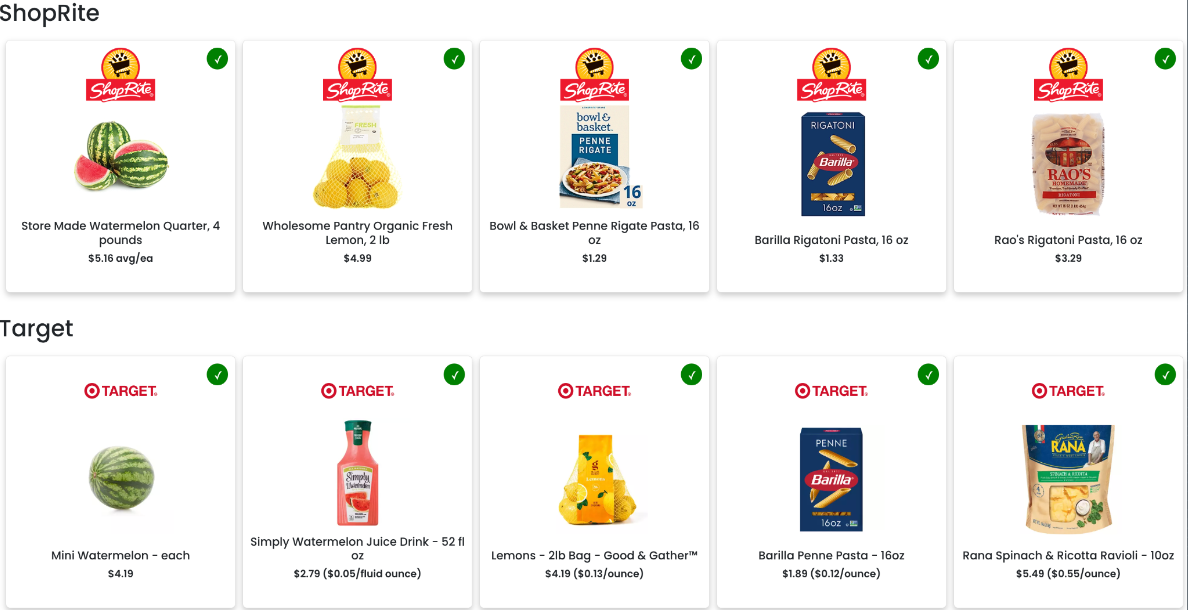 ShopRite
ShopRite
ShopRite
ShopRite
ShopRite
ShopRite
FRESH
bowl &
basket
PENNE
RIGATE
16
oz
RIGATONI
Barilla
16oz
RAO'S
HOMEMADE
RIGATONI
Store Made Watermelon Quarter, 4
pounds
$5.16 avg/ea
Wholesome Pantry Organic Fresh
Lemon, 2 lb
$4.99
Bowl & Basket Penne Rigate Pasta, 16
oz
$1.29
Barilla Rigatoni Pasta, 16 oz
$1.33
Rao's Rigatoni Pasta, 16 oz
$3.29
Target
TARGET
TARGET
TARGET
TARGET
TARGET
Simply
Watermelon
g
PENNE
Barilla
16oz
Giovanni Rana
RANA
SPINACH & RICOTTA
Mini Watermelon - each
$4.19
Simply Watermelon Juice Drink - 52 fl
oz
$2.79 ($0.05/fluid ounce)
Lemons - 2lb Bag - Good & Gather™
$4.19 ($0.13/ounce)
Barilla Penne Pasta - 16oz
$1.89 ($0.12/ounce)
Rana Spinach & Ricotta Ravioli - 10oz
$5.49 ($0.55/ounce)